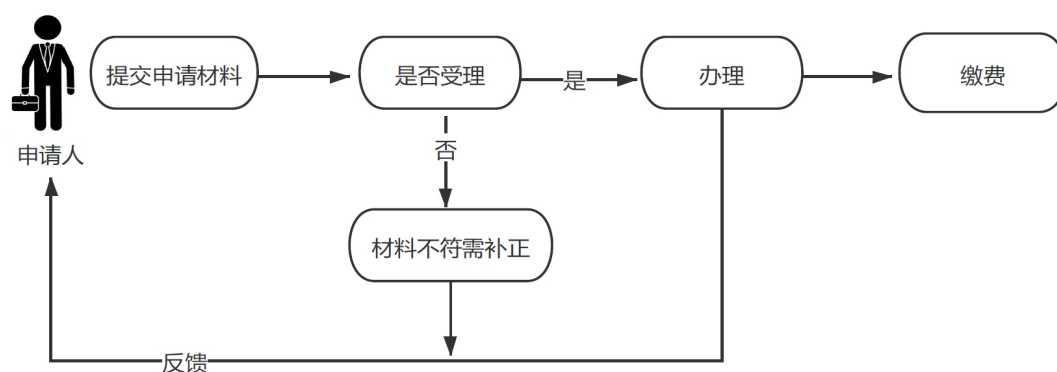 提交申请材料
是否受理
是
办理
缴费
申请人
否
材料不符需补正
反馈